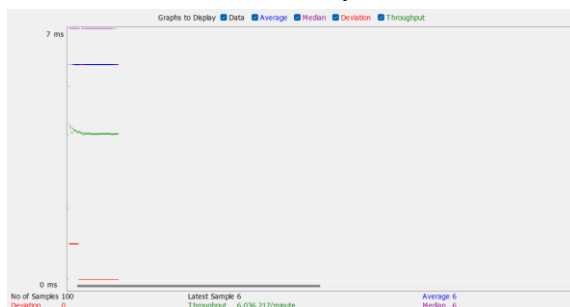 Graphs to Display Data Average Median Deviation Throughput
7 ms
0 ms
No of Samples 100 Latest Sample 6 Average 6
Deviation 0 Throughput 6,036.217/minute Median 6